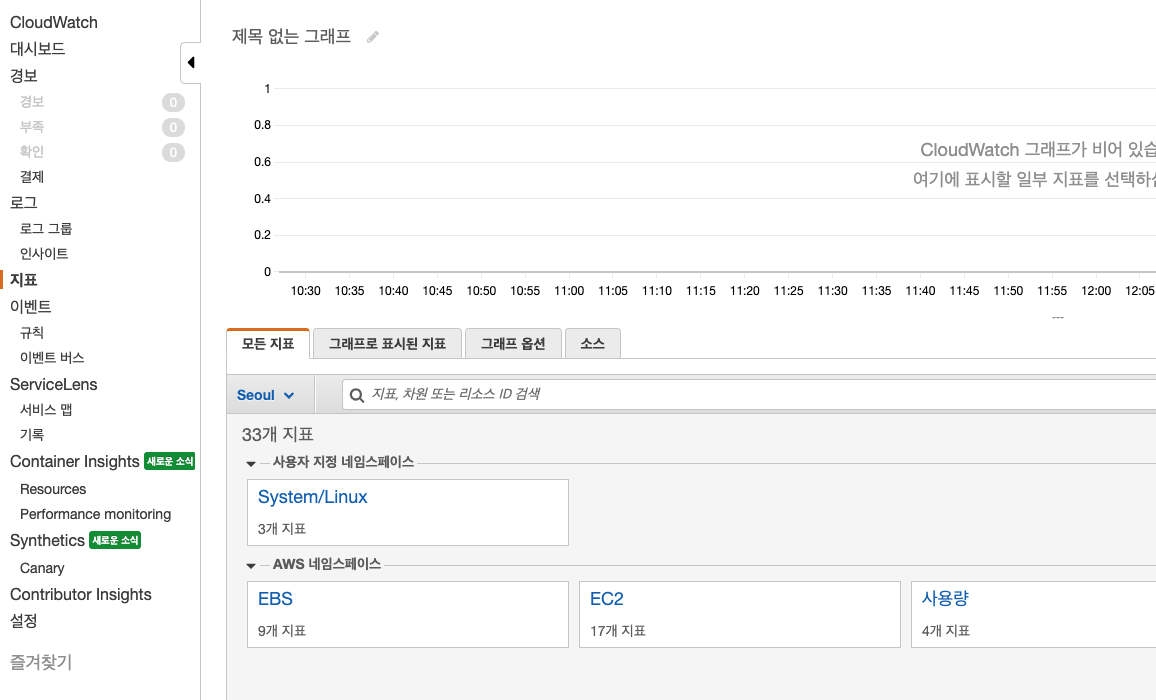 CloudWatch
대시보드
경보
경보 0
부족 0
확인 0
결제
로그
로그 그룹
인사이트
지표
이벤트
규칙
이벤트 버스
ServiceLens
서비스 맵
기록
Container Insights 새로운 소식
Resources
Performance monitoring
Synthetics 새로운 소식
Canary
Contributor Insights
설정
즐겨찾기
제목 없는 그래프
1
0.8
0.6
0.4
0.2
0
CloudWatch 그래프가 비어 있습
여기에 표시할 일부 지표를 선택하십
10:30 10:35 10:40 10:45 10:50 10:55 11:00 11:05 11:10 11:15 11:20 11:25 11:30 11:35 11:40 11:45 11:50 11:55 12:00 12:05
---
모든 지표 그래프로 표시된 지표 그래프 옵션 소스
Seoul 지표, 차원 또는 리소스 ID 검색
33개 지표
사용자 지정 네임스페이스
System/Linux
3개 지표
AWS 네임스페이스
EBS EC2 사용량
9개 지표 17개 지표 4개 지표